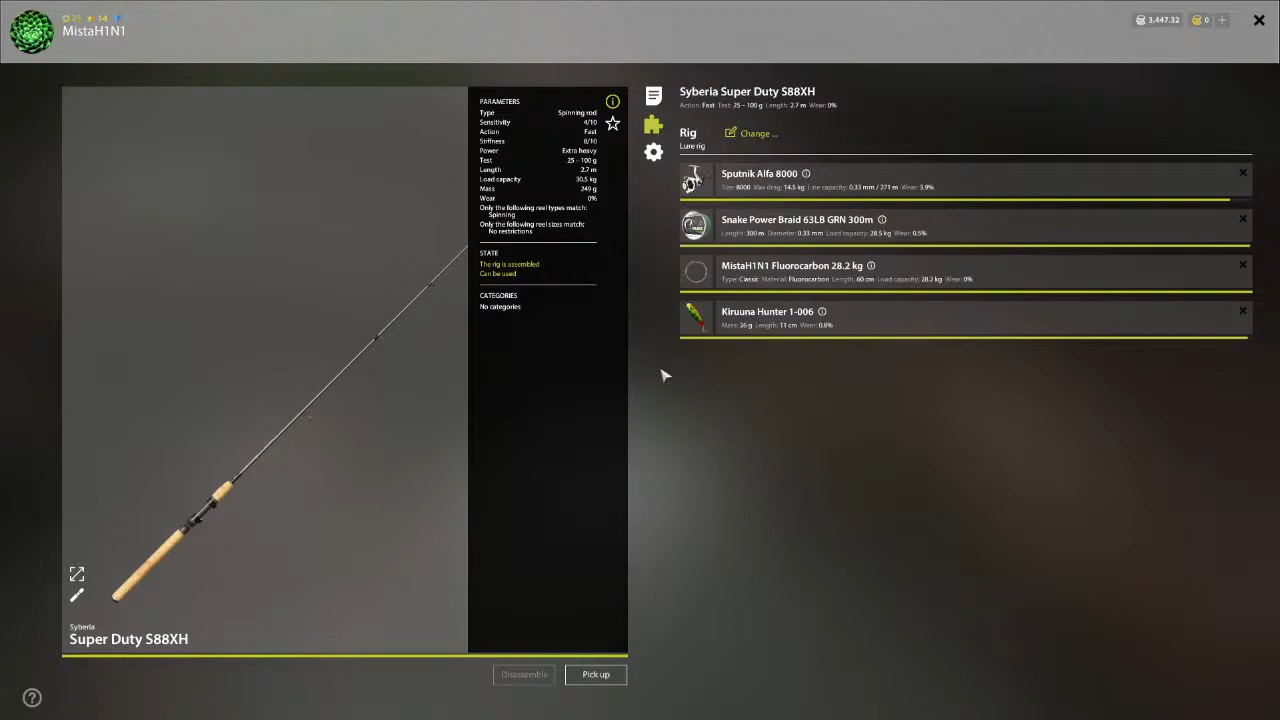 25 14
MistaH1N1
3,447.32 0
PARAMETERS
Type Spinning rod
Sensitivity 4/10
Action Fast
Stiffness 8/10
Power Extra heavy
Test 25 – 100 g
Length 2.7 m
Load capacity 30.5 kg
Mass 249 g
Wear 0%
Only the following reel types match:
Spinning
Only the following reel sizes match:
No restrictions
STATE
The rig is assembled
Can be used
CATEGORIES
No categories
Syberia
Super Duty S88XH
Disassemble Pick up
Syberia Super Duty S88XH
Action: Fast Test: 25 – 100 g Length: 2.7 m Wear: 0%
Rig Change ...
Lure rig
Sputnik Alfa 8000
Size: 8000 Max drag: 14.5 kg Line capacity: 0.33 mm / 271 m Wear: 3.9%
Snake Power Braid 63LB GRN 300m
Length: 300 m Diameter: 0.33 mm Load capacity: 28.5 kg Wear: 0.5%
MistaH1N1 Fluorocarbon 28.2 kg
Type: Classic Material: Fluorocarbon Length: 60 cm Load capacity: 28.2 kg Wear: 0%
Kiruuna Hunter 1-006
Mass: 26 g Length: 11 cm Wear: 0.8%